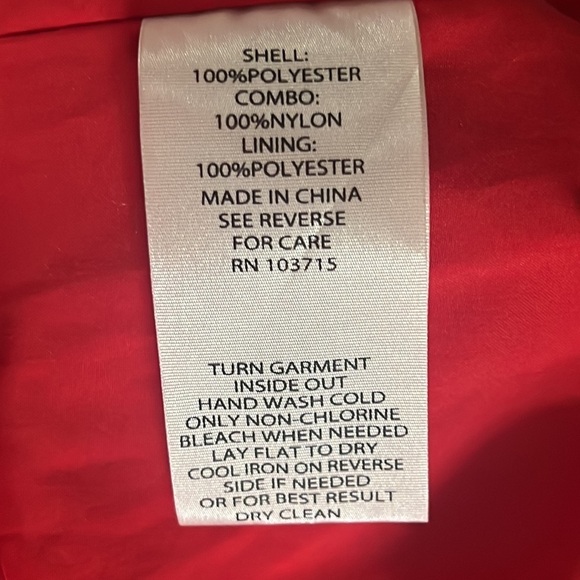 SHELL:
100%POLYESTER
COMBO:
100%NYLON
LINING:
100%POLYESTER
MADE IN CHINA
SEE REVERSE
FOR CARE
RN 103715
TURN GARMENT
INSIDE OUT
HAND WASH COLD
ONLY NON-CHLORINE
BLEACH WHEN NEEDED
LAY FLAT TO DRY
COOL IRON ON REVERSE
SIDE IF NEEDED
OR FOR BEST RESULT
DRY CLEAN